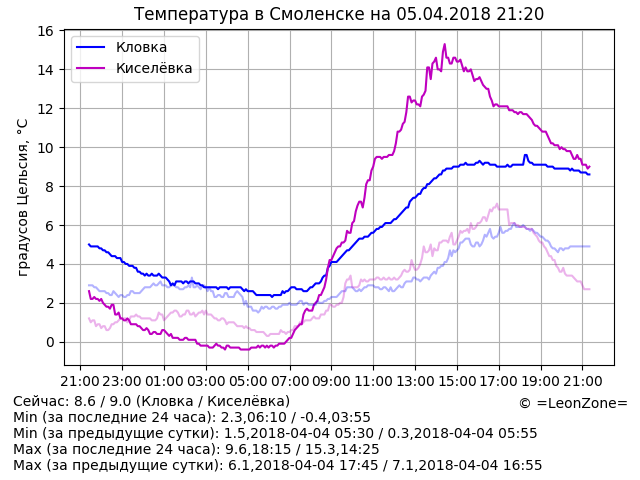 Температура в Смоленске на 05.04.2018 21:20
Кловка
Киселёвка
градусов Цельсия, °C
16
14
12
10
8
6
4
2
0
21:00 23:00 01:00 03:00 05:00 07:00 09:00 11:00 13:00 15:00 17:00 19:00 21:00
Сейчас: 8.6 / 9.0 (Кловка / Киселёвка)
© =LeonZone=
Min (за последние 24 часа): 2.3,06:10 / -0.4,03:55
Min (за предыдущие сутки): 1.5,2018-04-04 05:30 / 0.3,2018-04-04 05:55
Max (за последние 24 часа): 9.6,18:15 / 15.3,14:25
Max (за предыдущие сутки): 6.1,2018-04-04 17:45 / 7.1,2018-04-04 16:55